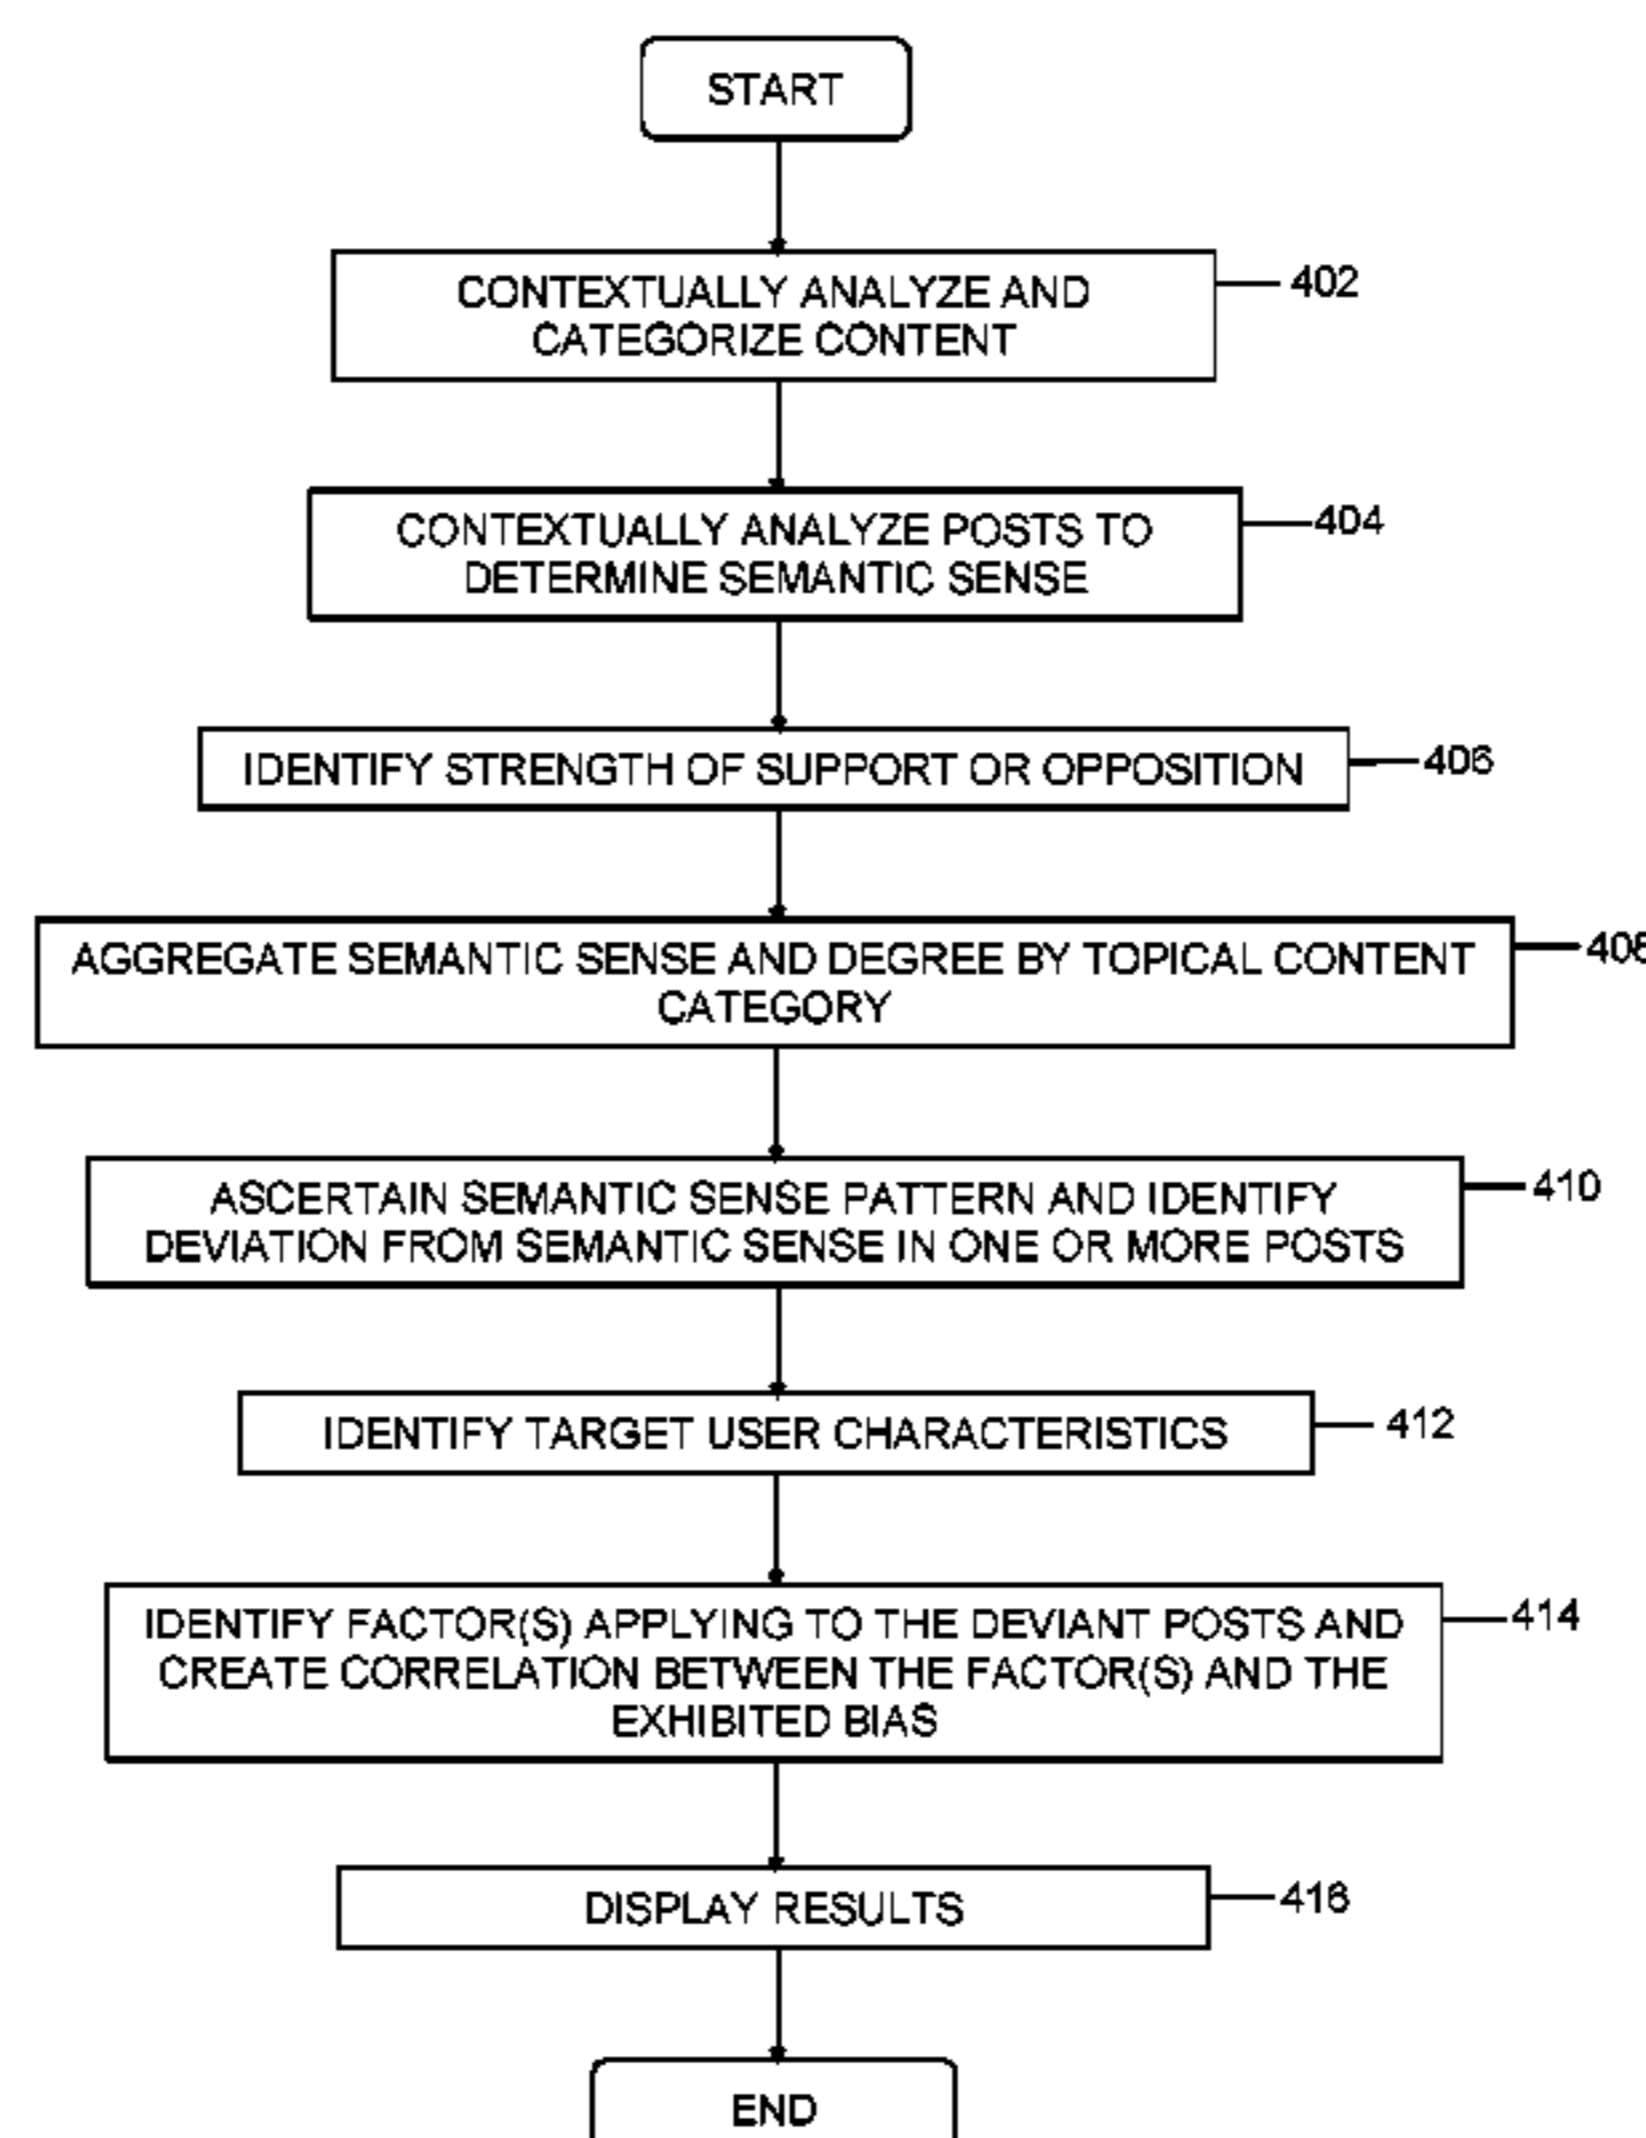 START
CONTEXTUALLY ANALYZE AND
CATEGORIZE CONTENT
402
CONTEXTUALLY ANALYZE POSTS TO
DETERMINE SEMANTIC SENSE
404
IDENTIFY STRENGTH OF SUPPORT OR OPPOSITION
406
AGGREGATE SEMANTIC SENSE AND DEGREE BY TOPICAL CONTENT
CATEGORY
408
ASCERTAIN SEMANTIC SENSE PATTERN AND IDENTIFY
DEVIATION FROM SEMANTIC SENSE IN ONE OR MORE POSTS
410
IDENTIFY TARGET USER CHARACTERISTICS
412
IDENTIFY FACTOR(S) APPLYING TO THE DEVIANT POSTS AND
CREATE CORRELATION BETWEEN THE FACTOR(S) AND THE
EXHIBITED BIAS
414
DISPLAY RESULTS
416
END